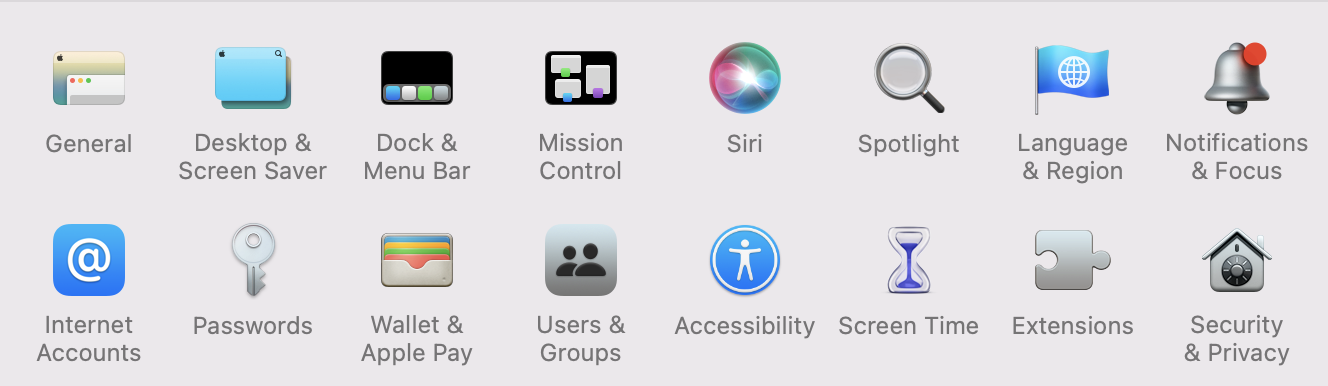 General
Desktop &
Screen Saver
Dock &
Menu Bar
Mission
Control
Siri
Spotlight
Language
& Region
Notifications
& Focus
@
Internet
Accounts
Passwords
Wallet &
Apple Pay
Users &
Groups
Accessibility
Screen Time
Extensions
Security
& Privacy